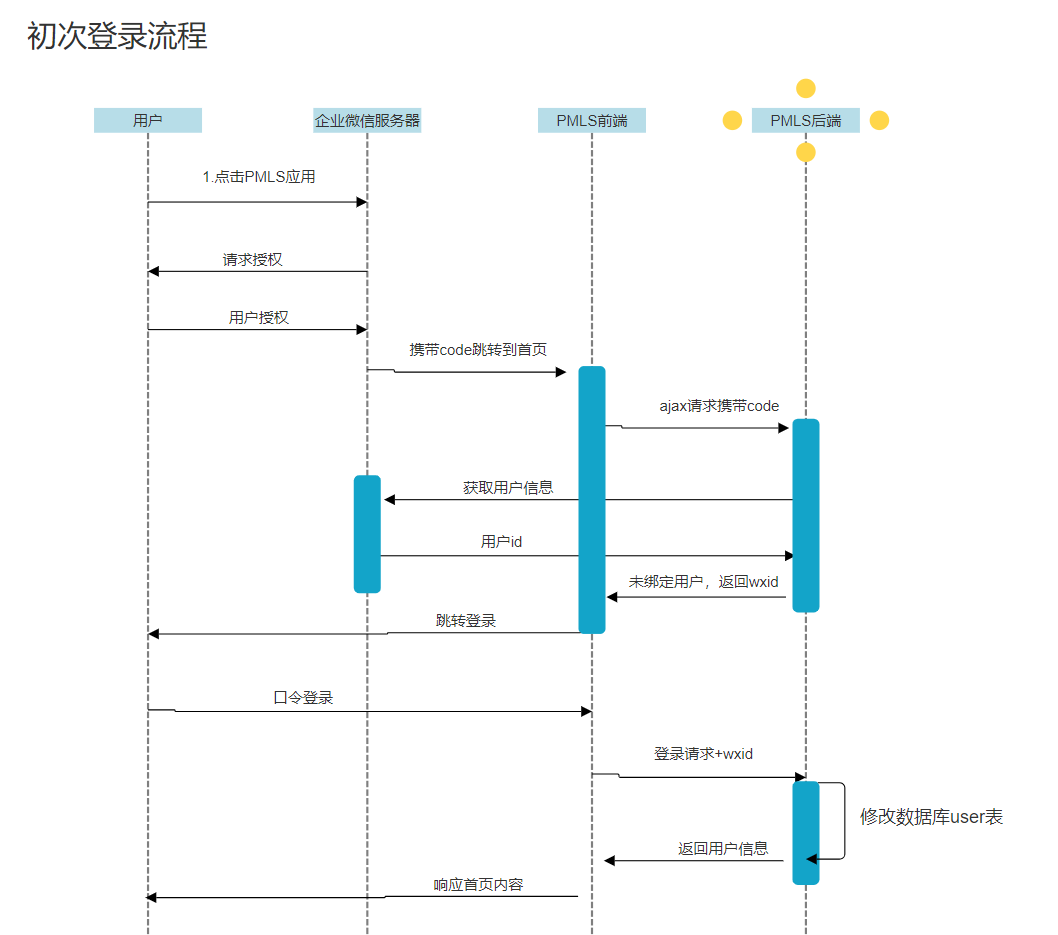 初次登录流程
用户
企业微信服务器
PMLS前端
PMLS后端
1.点击PMLS应用
请求授权
用户授权
携带code跳转到首页
ajax请求携带code
获取用户信息
用户id
未绑定用户，返回wxid
跳转登录
口令登录
登录请求+wxid
修改数据库user表
返回用户信息
响应首页内容